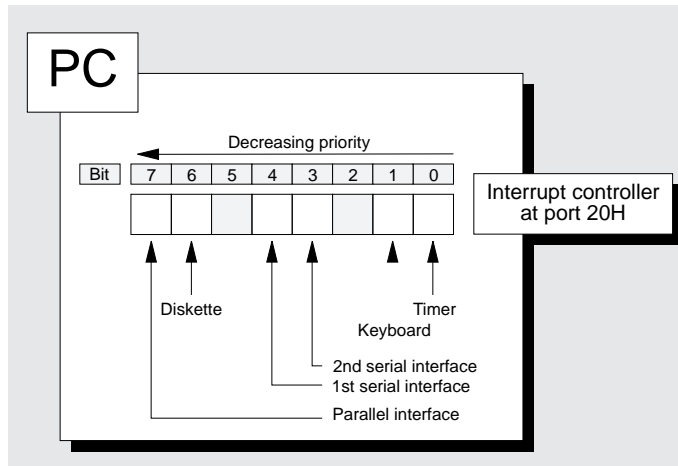 PC
Decreasing priority
Bit 7 6 5 4 3 2 1 0
Interrupt controller
at port 20H
Diskette
Timer
Keyboard
2nd serial interface
1st serial interface
Parallel interface